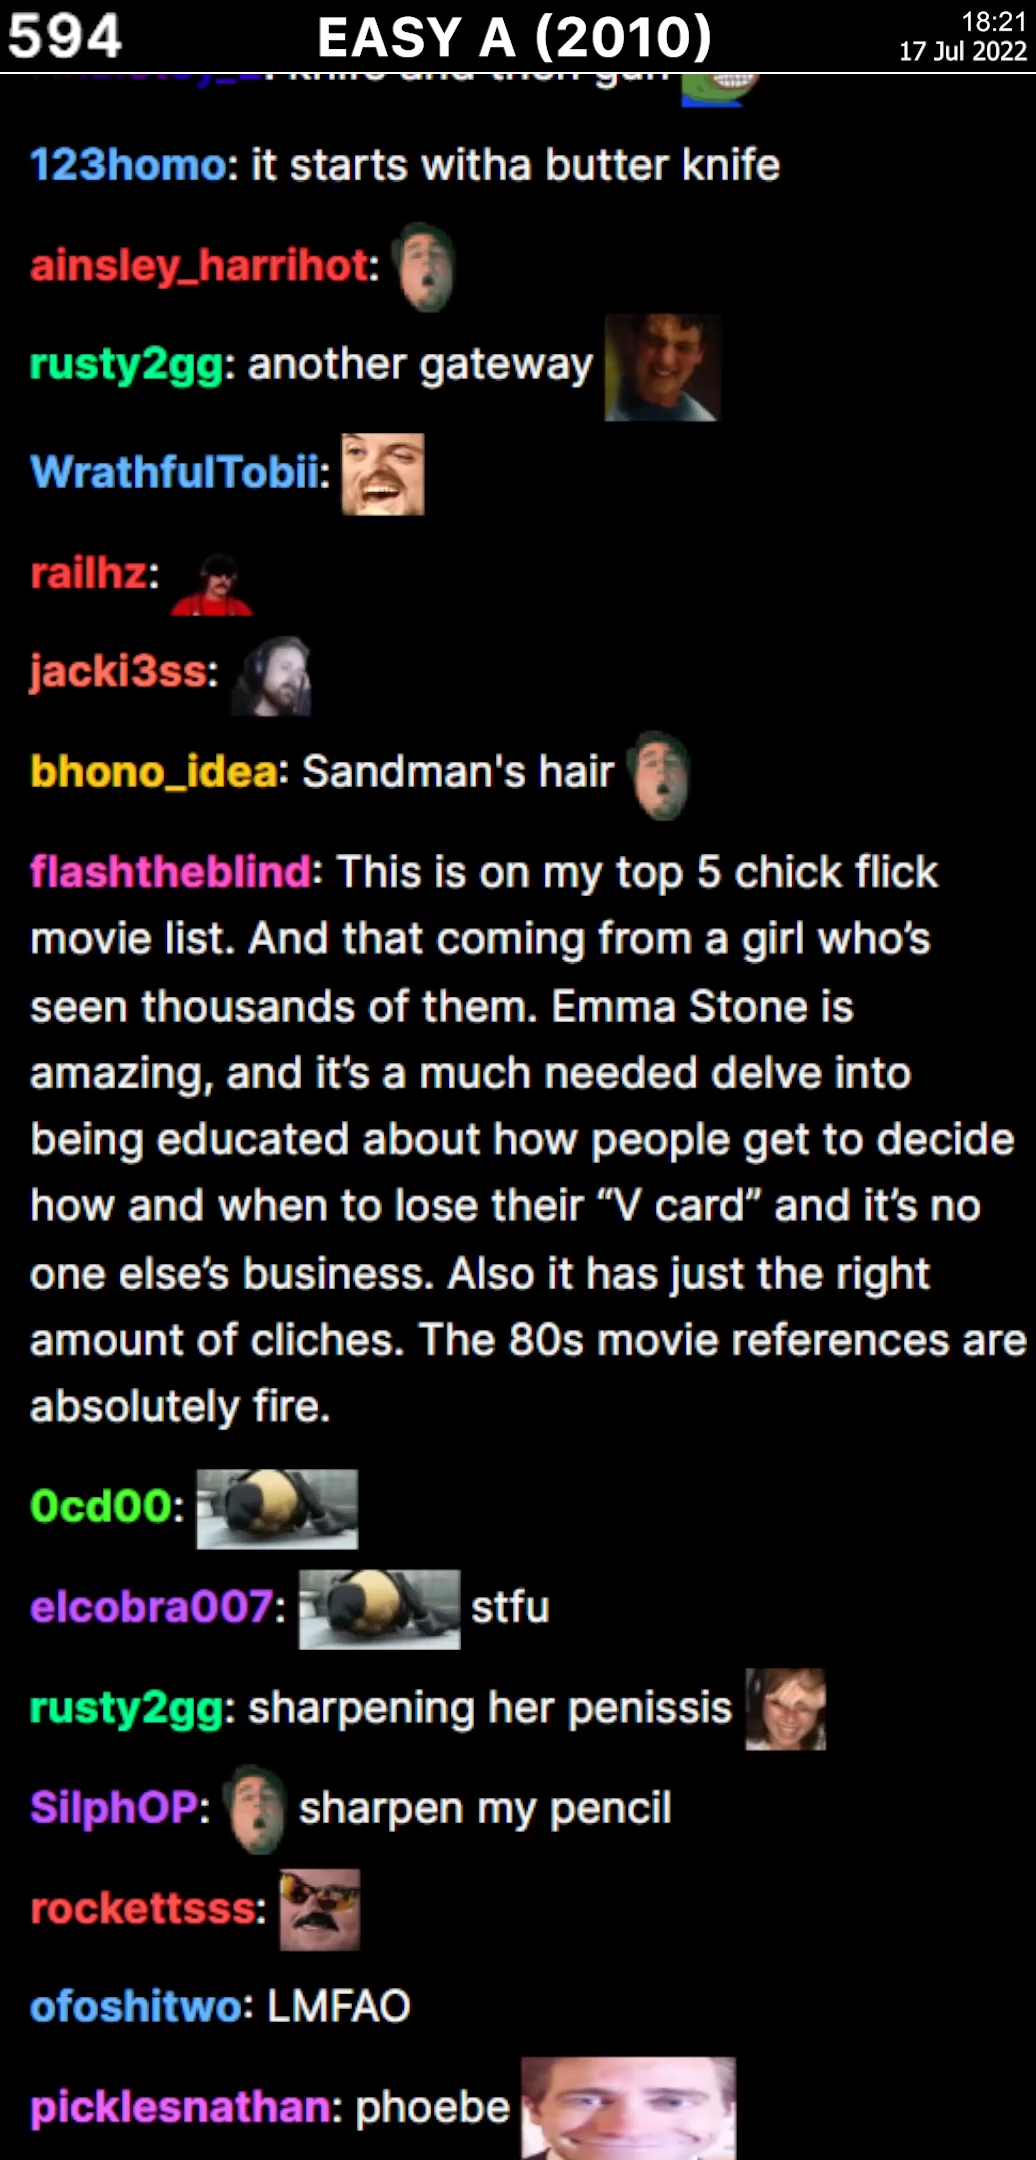 594
EASY A (2010)
18:21
17 Jul 2022
knife and then gun
123homo: it starts witha butter knife
ainsley_harrihot:
rusty2gg: another gateway
WrathfulTobii:
railhz:
jacki3ss:
bhono_idea: Sandman's hair
flashtheblind: This is on my top 5 chick flick
movie list. And that coming from a girl who’s
seen thousands of them. Emma Stone is
amazing, and it’s a much needed delve into
being educated about how people get to decide
how and when to lose their “V card” and it’s no
one else’s business. Also it has just the right
amount of cliches. The 80s movie references are
absolutely fire.
0cd00:
elcobra007: stfu
rusty2gg: sharpening her penissis
SilphOP: sharpen my pencil
rockettsss:
ofoshitwo: LMFAO
picklesnathan: phoebe